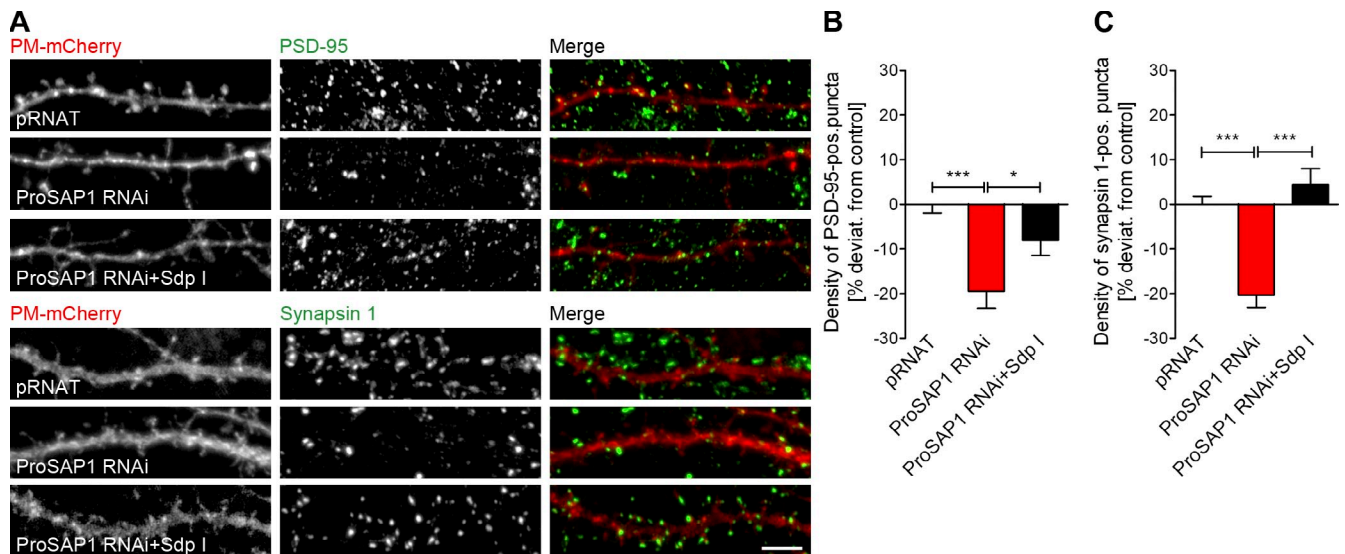 A
PM-mCherry
PSD-95
Merge
pRNAT
ProSAP1 RNAi
ProSAP1 RNAi+Sdp I
PM-mCherry
Synapsin 1
Merge
pRNAT
ProSAP1 RNAi
ProSAP1 RNAi+Sdp I
B
Density of PSD-95-pos.puncta
[% deviat. from control]
30
20
10
0
-10
-20
-30
***
*
pRNAT
ProSAP1 RNAi
ProSAP1 RNAi+Sdp I
C
Density of synapsin 1-pos. puncta
[% deviat. from control]
30
20
10
0
-10
-20
-30
***
***
pRNAT
ProSAP1 RNAi
ProSAP1 RNAi+Sdp I